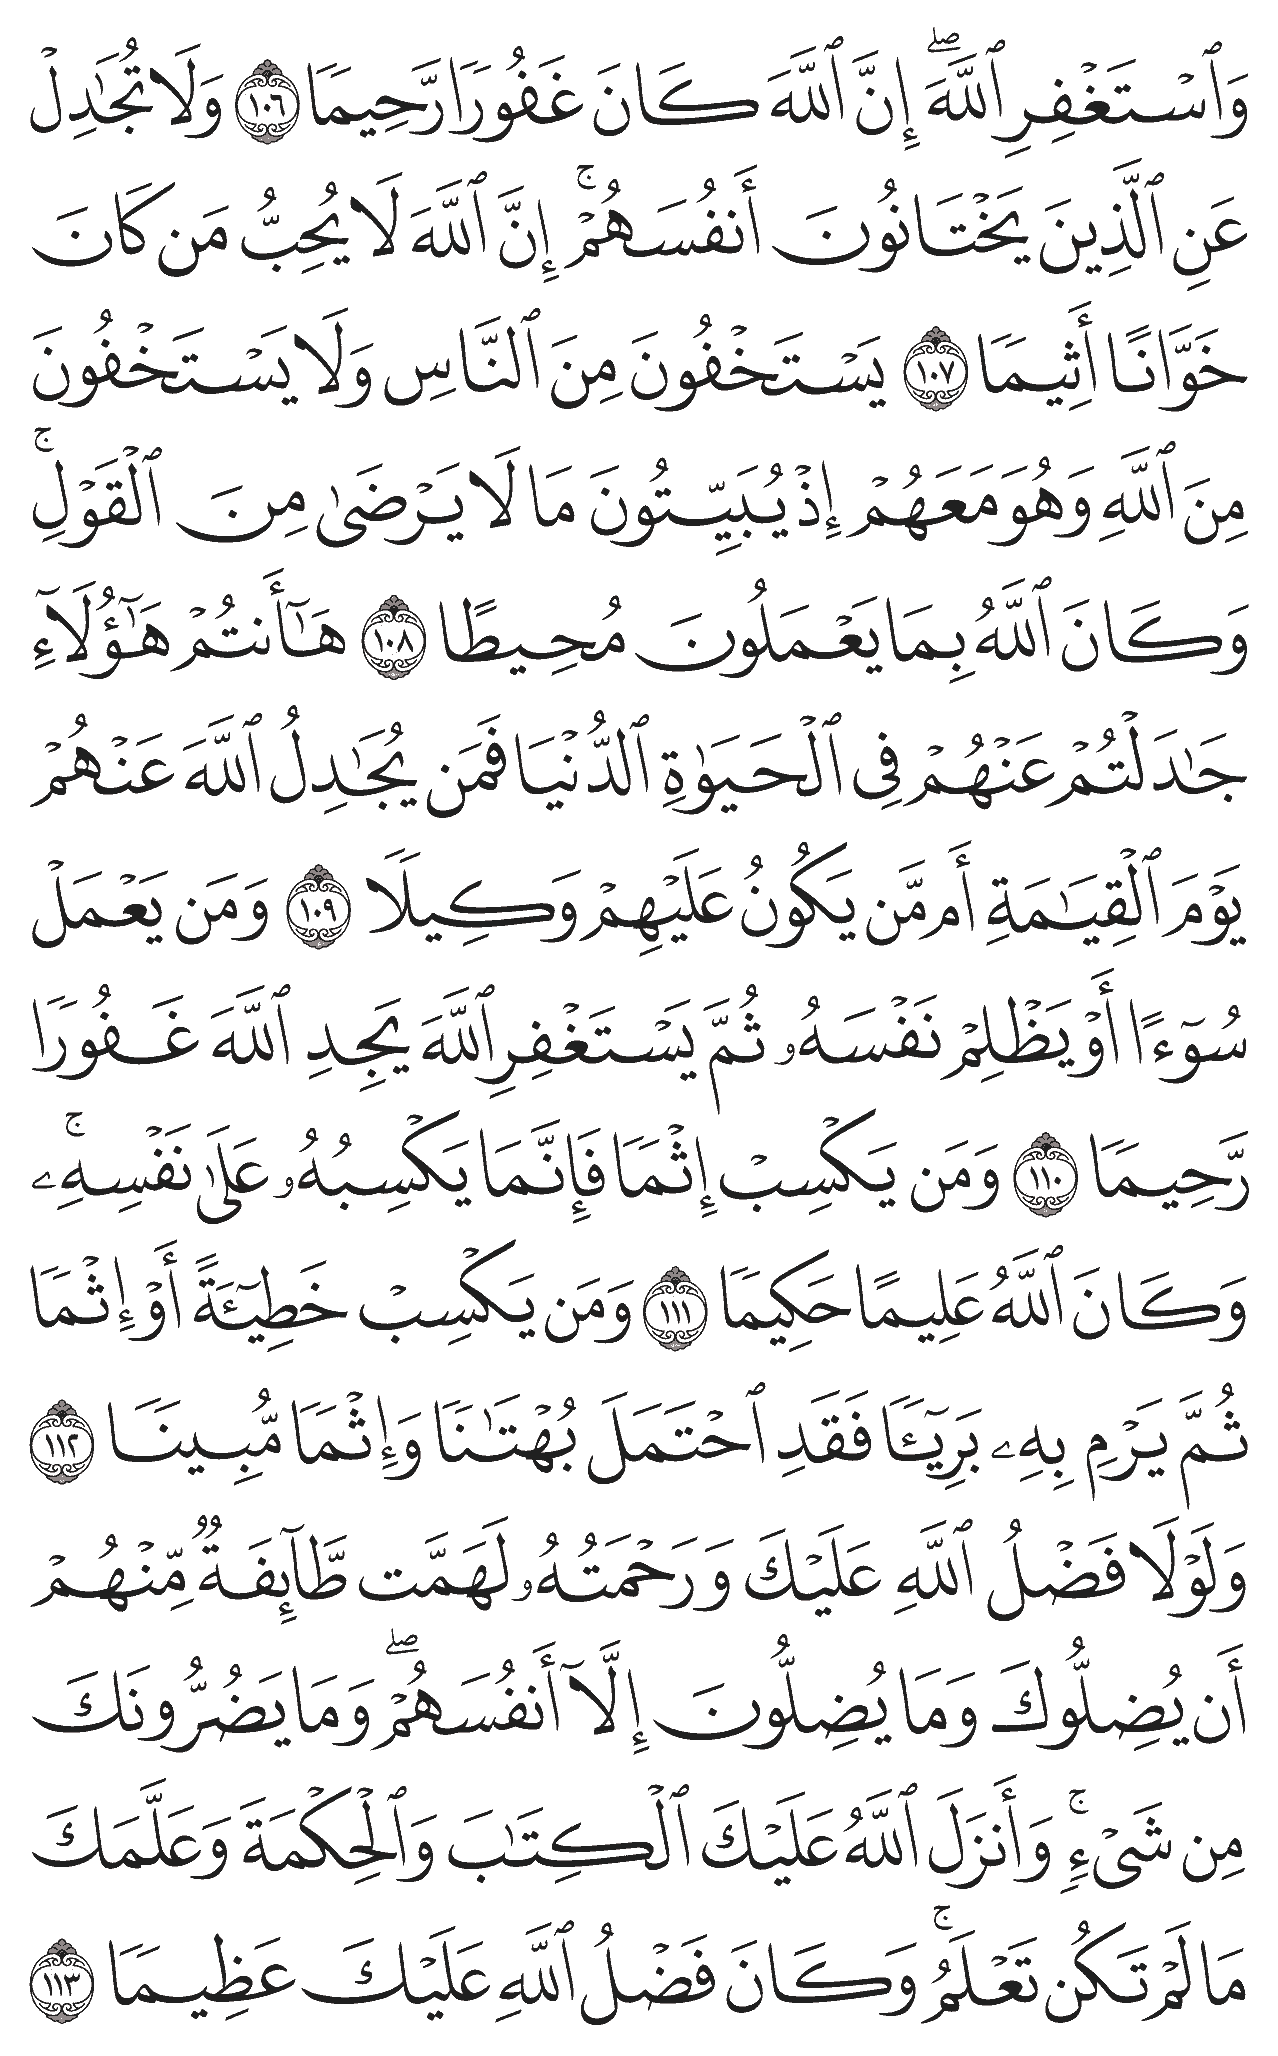 وَٱسْتَغْفِرِ ٱللَّهَۖ إِنَّ ٱللَّهَ كَانَ غَفُورًا رَّحِيمًا ١٠٦ وَلَا تُجَٰدِلْ
عَنِ ٱلَّذِينَ يَخْتَانُونَ أَنفُسَهُمْۚ إِنَّ ٱللَّهَ لَا يُحِبُّ مَن كَانَ
خَوَّانًا أَثِيمًا ١٠٧ يَسْتَخْفُونَ مِنَ ٱلنَّاسِ وَلَا يَسْتَخْفُونَ
مِنَ ٱللَّهِ وَهُوَ مَعَهُمْ إِذْ يُبَيِّتُونَ مَا لَا يَرْضَىٰ مِنَ ٱلْقَوْلِۚ
وَكَانَ ٱللَّهُ بِمَا يَعْمَلُونَ مُحِيطًا ١٠٨ هَٰٓأَنتُمْ هَٰٓؤُلَآءِ
جَٰدَلْتُمْ عَنْهُمْ فِى ٱلْحَيَوٰةِ ٱلدُّنْيَا فَمَن يُجَٰدِلُ ٱللَّهَ عَنْهُمْ
يَوْمَ ٱلْقِيَٰمَةِ أَم مَّن يَكُونُ عَلَيْهِمْ وَكِيلًا ١٠٩ وَمَن يَعْمَلْ
سُوٓءًا أَوْ يَظْلِمْ نَفْسَهُۥ ثُمَّ يَسْتَغْفِرِ ٱللَّهَ يَجِدِ ٱللَّهَ غَفُورًا
رَّحِيمًا ١١٠ وَمَن يَكْسِبْ إِثْمًا فَإِنَّمَا يَكْسِبُهُۥ عَلَىٰ نَفْسِهِۦۚ
وَكَانَ ٱللَّهُ عَلِيمًا حَكِيمًا ١١١ وَمَن يَكْسِبْ خَطِيٓـَٔةً أَوْ إِثْمًا
ثُمَّ يَرْمِ بِهِۦ بَرِيٓـًٔا فَقَدِ ٱحْتَمَلَ بُهْتَٰنًا وَإِثْمًا مُّبِينًا ١١٢
وَلَوْلَا فَضْلُ ٱللَّهِ عَلَيْكَ وَرَحْمَتُهُۥ لَهَمَّت طَّآئِفَةٌ مِّنْهُمْ
أَن يُضِلُّوكَ وَمَا يُضِلُّونَ إِلَّآ أَنفُسَهُمْۖ وَمَا يَضُرُّونَكَ
مِن شَىْءٍۚ وَأَنزَلَ ٱللَّهُ عَلَيْكَ ٱلْكِتَٰبَ وَٱلْحِكْمَةَ وَعَلَّمَكَ
مَا لَمْ تَكُن تَعْلَمُۚ وَكَانَ فَضْلُ ٱللَّهِ عَلَيْكَ عَظِيمًا ١١٣